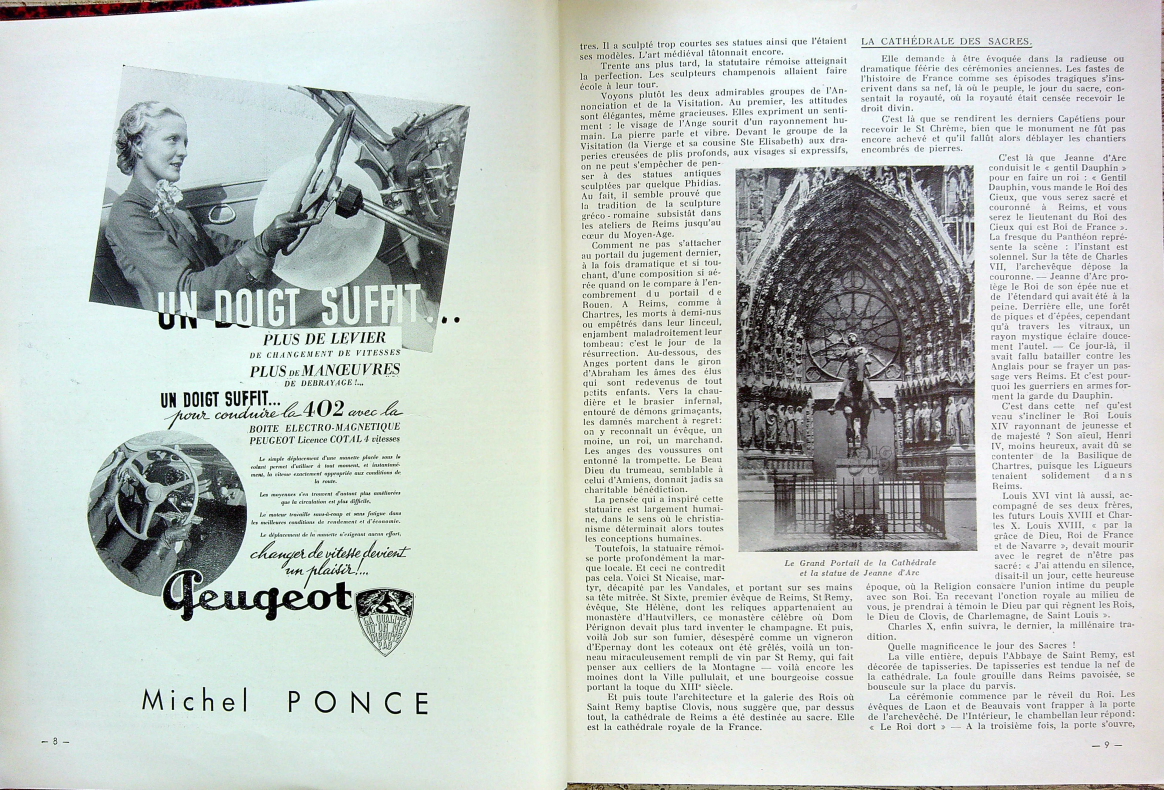 UN DOIGT SUFFIT...
PLUS DE LEVIER
DE CHANGEMENT DE VITESSES
PLUS DE MANŒUVRES
DE DEBRAYAGE!...
UN DOIGT SUFFIT...
pour conduire la 402 avec la
BOITE ELECTRO-MAGNETIQUE
PEUGEOT Licence COTAL 4 vitesses
Le simple déplacement d'une manette placée sous le
volant permet d'utiliser à tout moment, et instantané-
ment, la vitesse exactement appropriée aux conditions de
la route.
Les moyennes s'en trouvent d'autant plus améliorées
que la circulation est plus difficile.
Le moteur travaille sans-à-coup et sans fatigue dans
les meilleures conditions de rendement et d'économie.
Le déplacement de la manette n'exigeant aucun effort,
changer de vitesse devient
un plaisir!...
Peugeot
LA QUALITÉ
QU'ON NE
DISCUTE
PAS
Michel PONCE
— 8 —
tres. Il a sculpté trop courtes ses statues ainsi que l'étaient
ses modèles. L'art médiéval tâtonnait encore.
Trente ans plus tard, la statuaire rémoise atteignait
la perfection. Les sculpteurs champenois allaient faire
école à leur tour.
Voyons plutôt les deux admirables groupes de l'An-
nonciation et de la Visitation. Au premier, les attitudes
sont élégantes, même gracieuses. Elles expriment un senti-
ment : le visage de l'Ange sourit d'un rayonnement hu-
main. La pierre parle et vibre. Devant le groupe de la
Visitation (la Vierge et sa cousine Ste Elisabeth) aux dra-
peries creusées de plis profonds, aux visages si expressifs,
on ne peut s'empêcher de pen-
ser à des statues antiques
sculptées par quelque Phidias.
Au fait, il semble prouvé que
la tradition de la sculpture
gréco-romaine subsistât dans
les ateliers de Reims jusqu'au
cœur du Moyen-Age.
Comment ne pas s'attacher
au portail du jugement dernier,
à la fois dramatique et si tou-
chant, d'une composition si aé-
rée quand on le compare à l'en-
combrement du portail de
Rouen. A Reims, comme à
Chartres, les morts à demi-nus
ou empêtrés dans leur linceul,
enjambent maladroitement leur
tombeau: c'est le jour de la
résurrection. Au-dessous, des
Anges portent dans le giron
d'Abraham les âmes des élus
qui sont redevenus de tout
petits enfants. Vers la chau-
dière et le brasier infernal,
entouré de démons grimaçants,
les damnés marchent à regret:
on y reconnaît un évêque, un
moine, un roi, un marchand.
Les anges des voussures ont
entonné la trompette. Le Beau
Dieu du trumeau, semblable à
celui d'Amiens, donnait jadis sa
charitable bénédiction.
La pensée qui a inspiré cette
statuaire est largement humai-
ne, dans le sens où le christia-
nisme déterminait alors toutes
les conceptions humaines.
Toutefois, la statuaire rémoi-
se porte profondément la mar-
que locale. Et ceci ne contredit
pas cela. Voici St Nicaise, mar-
tyr, décapité par les Vandales, et portant sur ses mains
sa tête mitrée. St Sixte, premier évêque de Reims, St Remy,
évêque, Ste Hélène, dont les reliques appartenaient au
monastère d'Hautvillers, ce monastère célèbre où Dom
Pérignon devait plus tard inventer le champagne. Et puis,
voilà Job sur son fumier, désespéré comme un vigneron
d'Epernay dont les coteaux ont été grêlés, voilà un ton-
neau miraculeusement rempli de vin par St Remy, qui fait
penser aux celliers de la Montagne — voilà encore les
moines dont la Ville pullulait, et une bourgeoise cossue
portant la toque du XIIIe siècle.
Et puis toute l'architecture et la galerie des Rois où
Saint Remy baptise Clovis, nous suggère que, par dessus
tout, la cathédrale de Reims a été destinée au sacre. Elle
est la cathédrale royale de la France.
LA CATHÉDRALE DES SACRES.
Elle demande à être évoquée dans la radieuse ou
dramatique féérie des cérémonies anciennes. Les fastes de
l'histoire de France comme ses épisodes tragiques s'ins-
crivent dans sa nef, là où le peuple, le jour du sacre, con-
sentait la royauté, où la royauté était censée recevoir le
droit divin.
C'est là que se rendirent les derniers Capétiens pour
recevoir le St Chrême, bien que le monument ne fût pas
encore achevé et qu'il fallût alors déblayer les chantiers
encombrés de pierres.
C'est là que Jeanne d'Arc
conduisit le « gentil Dauphin »
pour en faire un roi : « Gentil
Dauphin, vous mande le Roi des
Cieux, que vous serez sacré et
couronné à Reims, et vous
serez le lieutenant du Roi des
Cieux qui est Roi de France ».
La fresque du Panthéon repré-
sente la scène : l'instant est
solennel. Sur la tête de Charles
VII, l'archevêque dépose la
couronne. — Jeanne d'Arc pro-
tège le Roi de son épée nue et
de l'étendard qui avait été à la
peine. Derrière elle, une forêt
de piques et d'épées, cependant
qu'à travers les vitraux, un
rayon mystique éclaire douce-
ment l'autel. — Ce jour-là, il
avait fallu batailler contre les
Anglais pour se frayer un pas-
sage vers Reims. Et c'est pour-
quoi les guerriers en armes for-
ment la garde du Dauphin.
C'est dans cette nef qu'est
venu s'incliner le Roi Louis
XIV rayonnant de jeunesse et
de majesté ? Son aïeul, Henri
IV, moins heureux, avait dû se
contenter de la Basilique de
Chartres, puisque les Ligueurs
tenaient solidement dans
Reims.
Louis XVI vint là aussi, ac-
compagné de ses deux frères,
les futurs Louis XVIII et Char-
les X. Louis XVIII, « par la
grâce de Dieu, Roi de France
et de Navarre », devait mourir
avec le regret de n'être pas
sacré: « J'ai attendu en silence,
disait-il un jour, cette heureuse
époque, où la Religion consacre l'union intime du peuple
avec son Roi. En recevant l'onction royale au milieu de
vous, je prendrai à témoin le Dieu par qui règnent les Rois,
le Dieu de Clovis, de Charlemagne, de Saint Louis ».
Charles X, enfin suivra, le dernier, la millénaire tra-
dition.
Quelle magnificence le jour des Sacres !
La ville entière, depuis l'Abbaye de Saint Remy, est
décorée de tapisseries. De tapisseries est tendue la nef de
la cathédrale. La foule grouille dans Reims pavoisée, se
bouscule sur la place du parvis.
La cérémonie commence par le réveil du Roi. Les
évêques de Laon et de Beauvais vont frapper à la porte
de l'archevêché. De l'Intérieur, le chambellan leur répond:
« Le Roi dort » — A la troisième fois, la porte s'ouvre,
Le Grand Portail de la Cathédrale
et la statue de Jeanne d'Arc
— 9 —